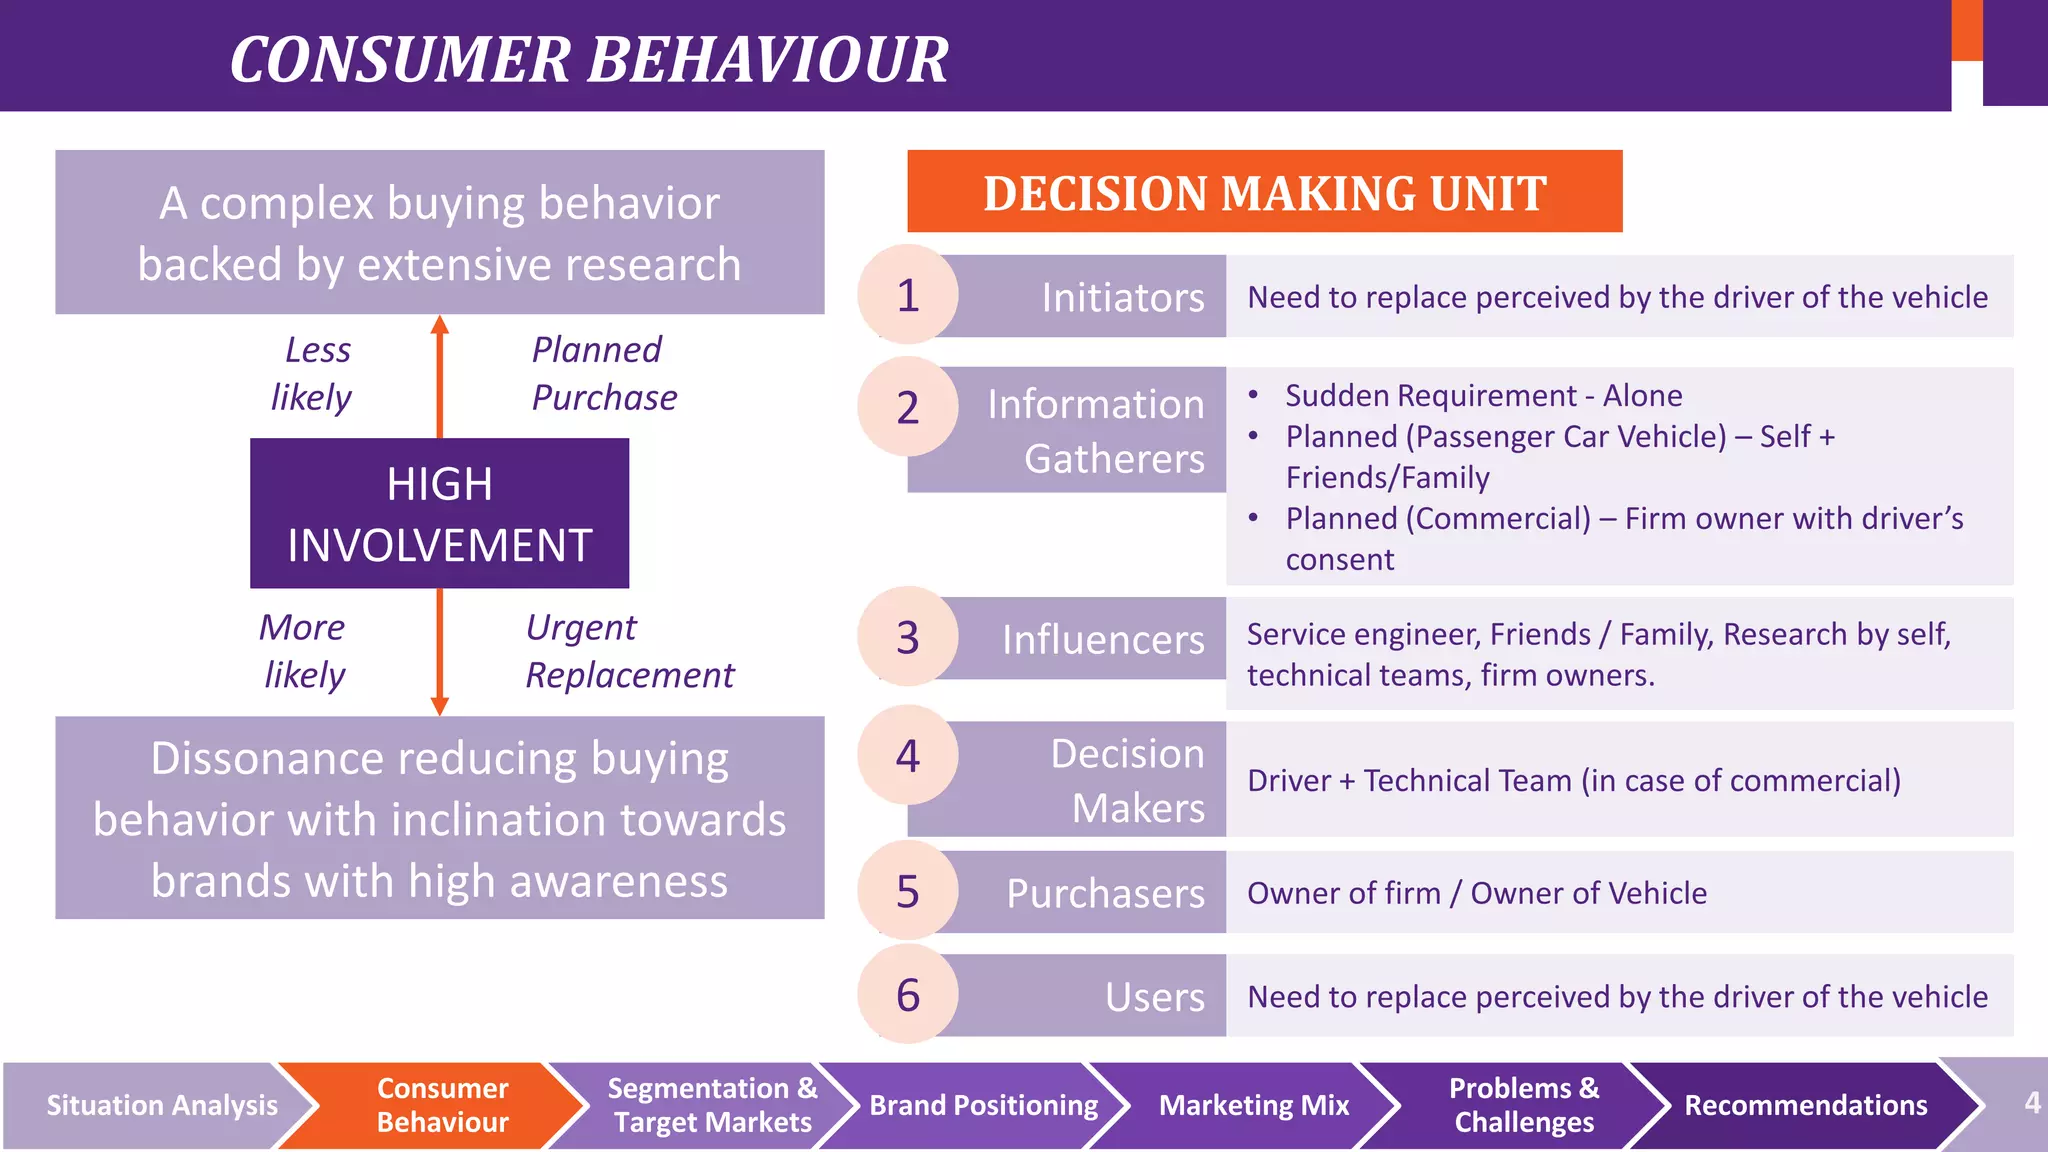 CONSUMER BEHAVIOUR
A complex buying behavior
backed by extensive research
Less
likely
Planned
Purchase
HIGH
INVOLVEMENT
More
likely
Urgent
Replacement
Dissonance reducing buying
behavior with inclination towards
brands with high awareness
DECISION MAKING UNIT
1
Initiators
Need to replace perceived by the driver of the vehicle
2
Information
Gatherers
• Sudden Requirement - Alone
• Planned (Passenger Car Vehicle) – Self +
Friends/Family
• Planned (Commercial) – Firm owner with driver’s
consent
3
Influencers
Service engineer, Friends / Family, Research by self,
technical teams, firm owners.
4
Decision
Makers
Driver + Technical Team (in case of commercial)
5
Purchasers
Owner of firm / Owner of Vehicle
6
Users
Need to replace perceived by the driver of the vehicle
Situation Analysis
Consumer
Behaviour
Segmentation &
Target Markets
Brand Positioning
Marketing Mix
Problems &
Challenges
Recommendations
4